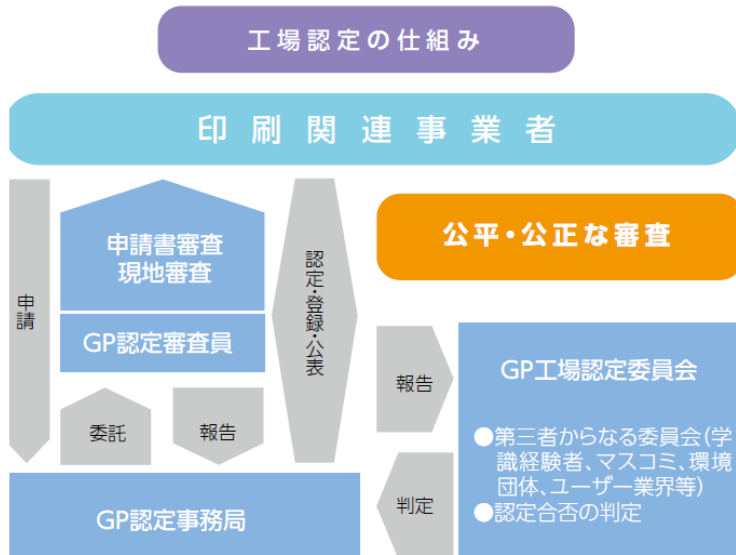 工場認定の仕組み
印刷関連事業者
申請
申請書審査
現地審査
GP認定審査員
委託
報告
認定・登録・公表
GP認定事務局
公平・公正な審査
報告
判定
GP工場認定委員会
●第三者からなる委員会(学
識経験者、マスコミ、環境
団体、ユーザー業界等)
●認定合否の判定